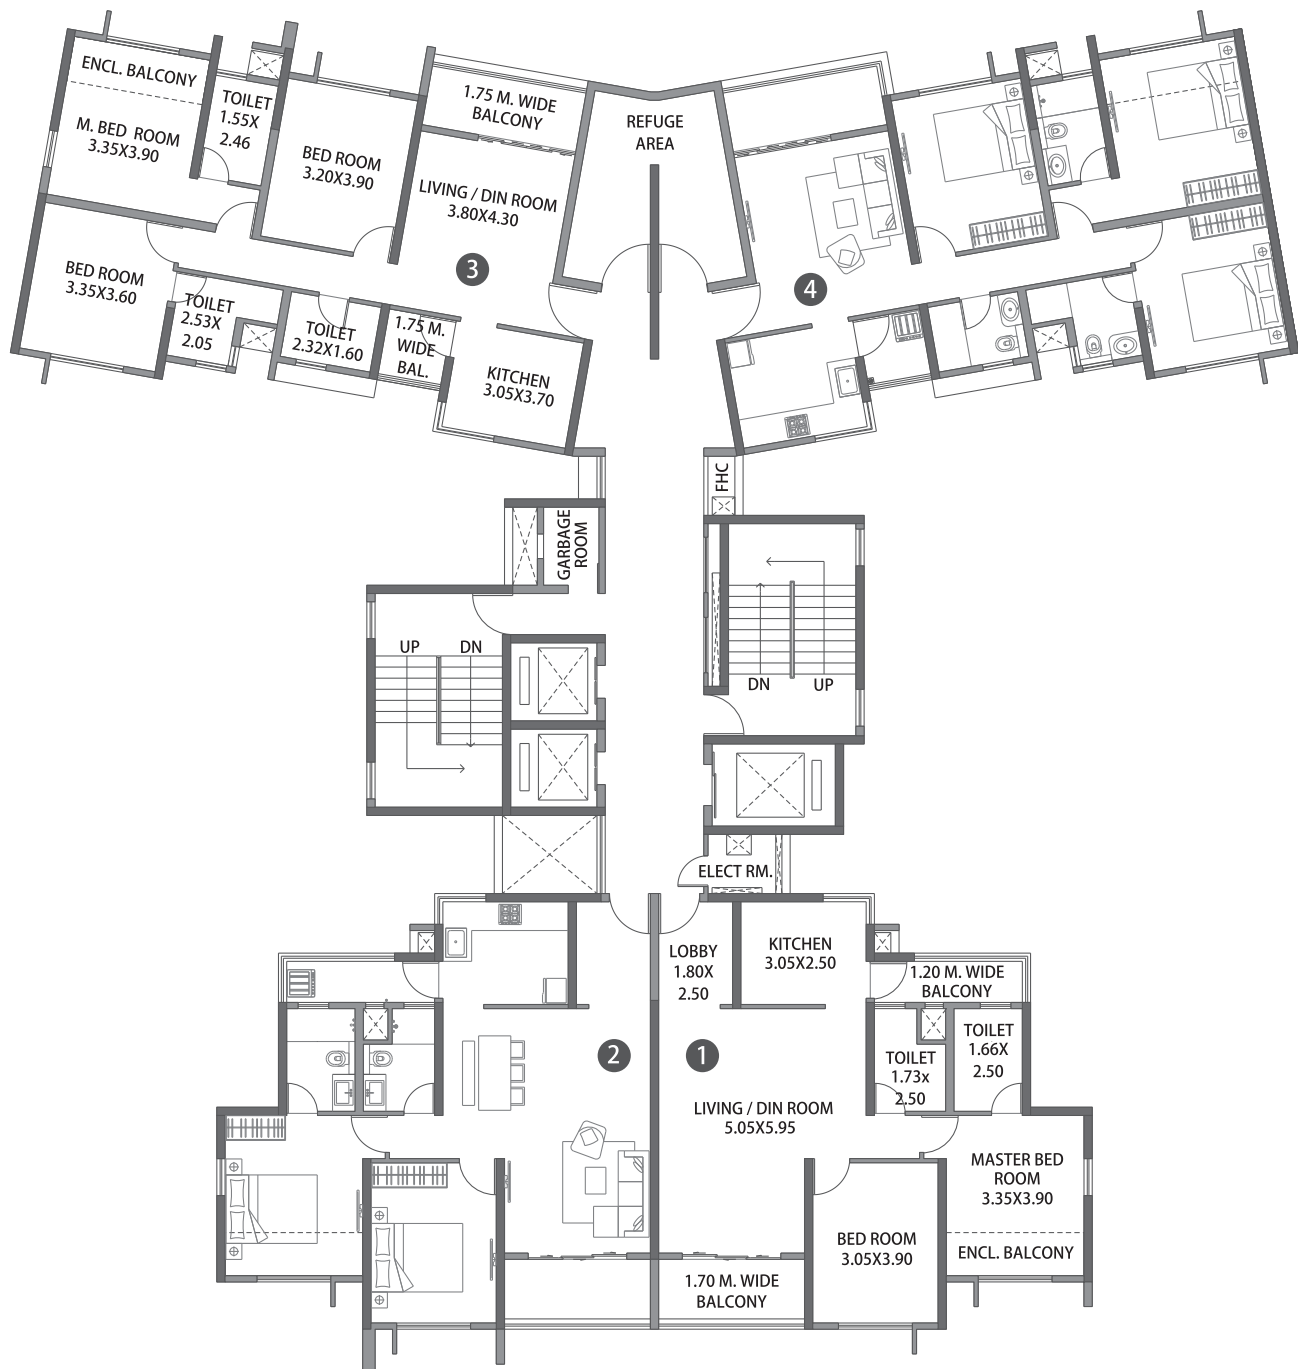 ENCL. BALCONY
M. BED ROOM
3.35X3.90
TOILET
1.55X
2.46
BED ROOM
3.20X3.90
1.75 M. WIDE
BALCONY
LIVING / DIN ROOM
3.80X4.30
REFUGE
AREA
3
4
BED ROOM
3.35X3.60
TOILET
2.53X
2.05
TOILET
2.32X1.60
1.75 M.
WIDE
BAL.
KITCHEN
3.05X3.70
FHC
GARBAGE
ROOM
UP
DN
DN
UP
ELECT RM.
LOBBY
1.80X
2.50
KITCHEN
3.05X2.50
1.20 M. WIDE
BALCONY
2
1
TOILET
1.73x
2.50
TOILET
1.66X
2.50
LIVING / DIN ROOM
5.05X5.95
MASTER BED
ROOM
3.35X3.90
BED ROOM
3.05X3.90
ENCL. BALCONY
1.70 M. WIDE
BALCONY